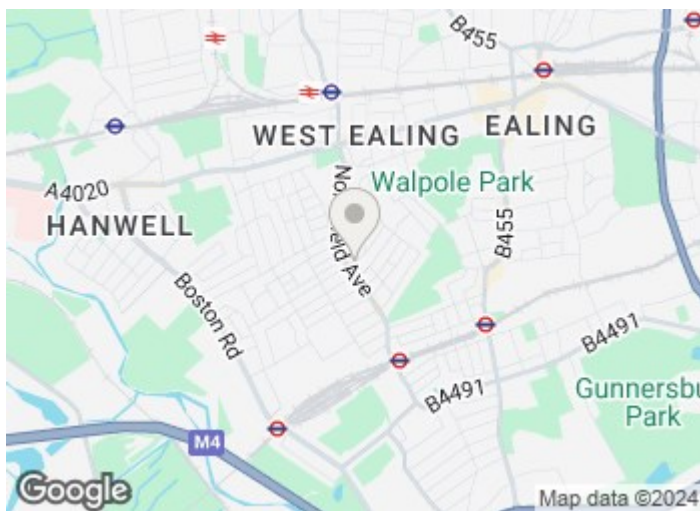 B455
WEST EALING
EALING
A4020
Walpole Park
HANWELL
B455
Ave
Boston Rd
B4491
B4491
Gunnersbu
Park
M4
Google
Map data ©2024